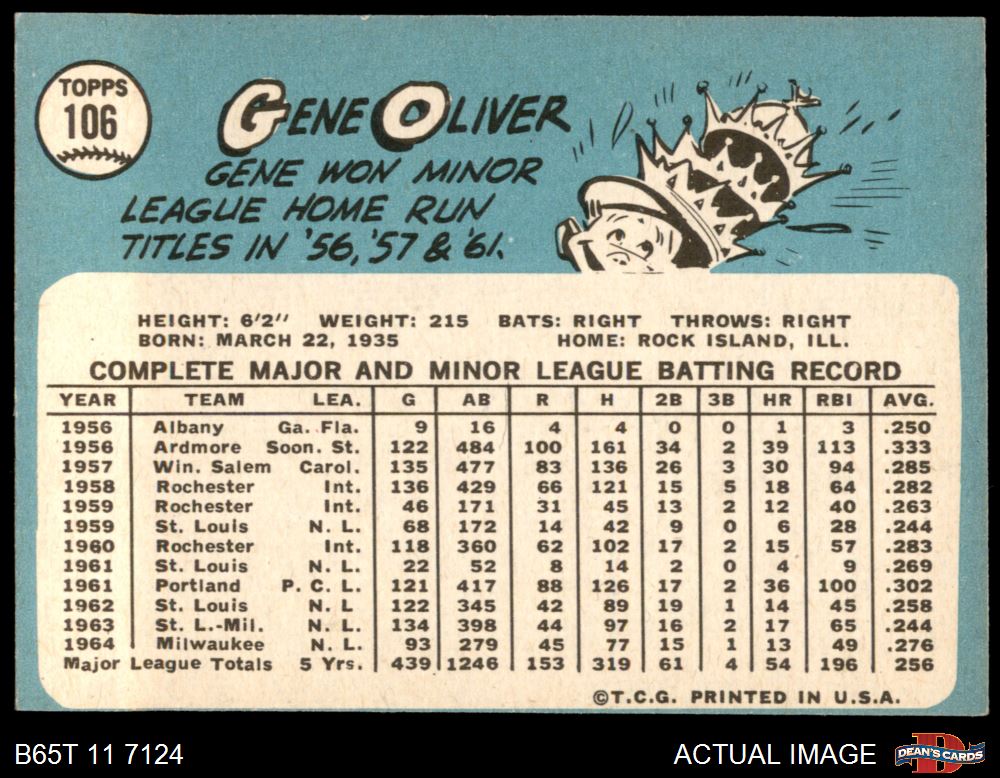 TOPPS
106
GENE OLIVER
GENE WON MINOR
LEAGUE HOME RUN
TITLES IN '56, '57 & '61.
HEIGHT: 6'2" WEIGHT: 215 BATS: RIGHT THROWS: RIGHT
BORN: MARCH 22, 1935 HOME: ROCK ISLAND, ILL.
COMPLETE MAJOR AND MINOR LEAGUE BATTING RECORD
YEAR TEAM LEA. G AB R H 2B 3B HR RBI AVG.
1956 Albany Ga. Fla. 9 16 4 4 0 0 1 3 .250
1956 Ardmore Soon. St. 122 484 100 161 34 2 39 113 .333
1957 Win. Salem Carol. 135 477 83 136 26 3 30 94 .285
1958 Rochester Int. 136 429 66 121 15 5 18 64 .282
1959 Rochester Int. 46 171 31 45 13 2 12 40 .263
1959 St. Louis N. L. 68 172 14 42 9 0 6 28 .244
1960 Rochester Int. 118 360 62 102 17 2 15 57 .283
1961 St. Louis N. L. 22 52 8 14 2 0 4 9 .269
1961 Portland P. C. L. 121 417 88 126 17 2 36 100 .302
1962 St. Louis N. L 122 345 42 89 19 1 14 45 .258
1963 St. L.-Mil. N. L. 134 398 44 97 16 2 17 65 .244
1964 Milwaukee N. L. 93 279 45 77 15 1 13 49 .276
Major League Totals 5 Yrs. 439 1246 153 319 61 4 54 196 256
©T.C.G. PRINTED IN U.S.A.
B65T 11 7124 ACTUAL IMAGE DEAN'S CARDS